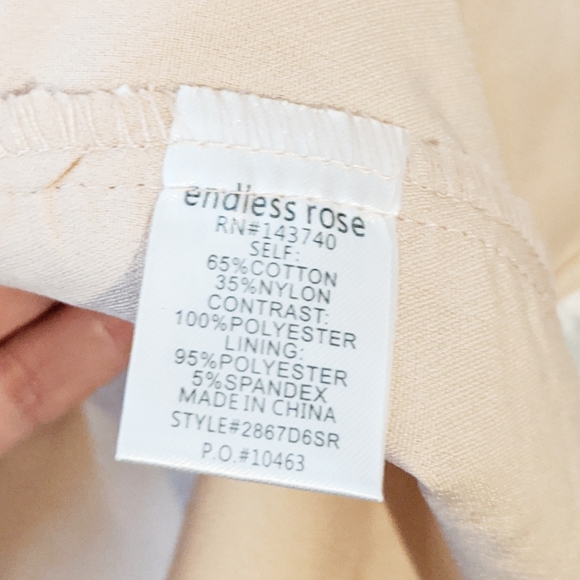 endless rose
RN#143740
SELF:
65%COTTON
35%NYLON
CONTRAST:
100%POLYESTER
LINING:
95%POLYESTER
5%SPANDEX
MADE IN CHINA
STYLE#2867D6SR
P.O.#10463